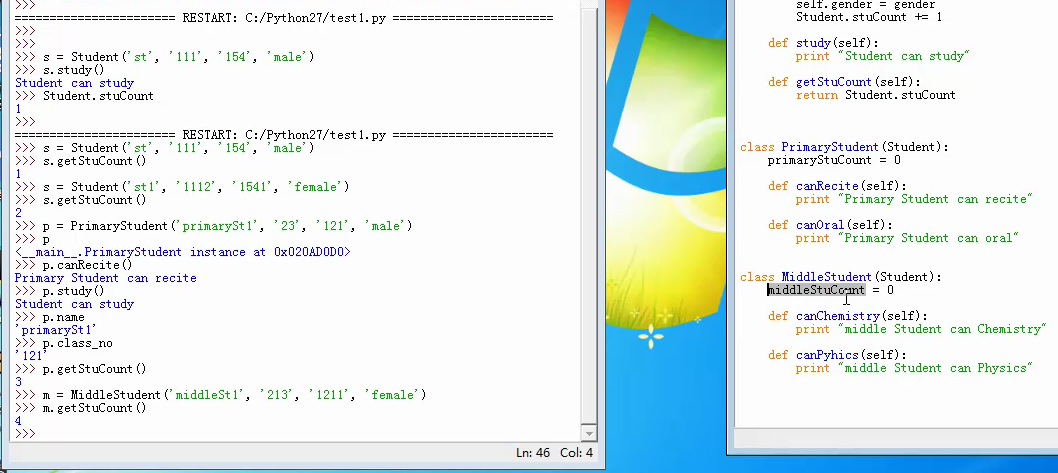 >>>
======================= RESTART: C:/Python27/test1.py =======================
>>>
>>>
>>> s = Student('st', '111', '154', 'male')
>>> s.study()
Student can study
>>> Student.stuCount
1
>>>
======================= RESTART: C:/Python27/test1.py =======================
>>> s = Student('st', '111', '154', 'male')
>>> s.getStuCount()
1
>>> s = Student('st1', '1112', '1541', 'female')
>>> s.getStuCount()
2
>>> p = PrimaryStudent('primarySt1', '23', '121', 'male')
>>> p
<__main__.PrimaryStudent instance at 0x020AD0D0>
>>> p.canRecite()
Primary Student can recite
>>> p.study()
Student can study
>>> p.name
'primarySt1'
>>> p.class_no
'121'
>>> p.getStuCount()
3
>>> m = MiddleStudent('middleSt1', '213', '1211', 'female')
>>> m.getStuCount()
4
>>>
Ln: 46 Col: 4
self.gender = gender
Student.stuCount += 1
def study(self):
print "Student can study"
def getStuCount(self):
return Student.stuCount
class PrimaryStudent(Student):
primaryStuCount = 0
def canRecite(self):
print "Primary Student can recite"
def canOral(self):
print "Primary Student can oral"
class MiddleStudent(Student):
middleStuCount = 0
def canChemistry(self):
print "middle Student can Chemistry"
def canPyhics(self):
print "middle Student can Physics"